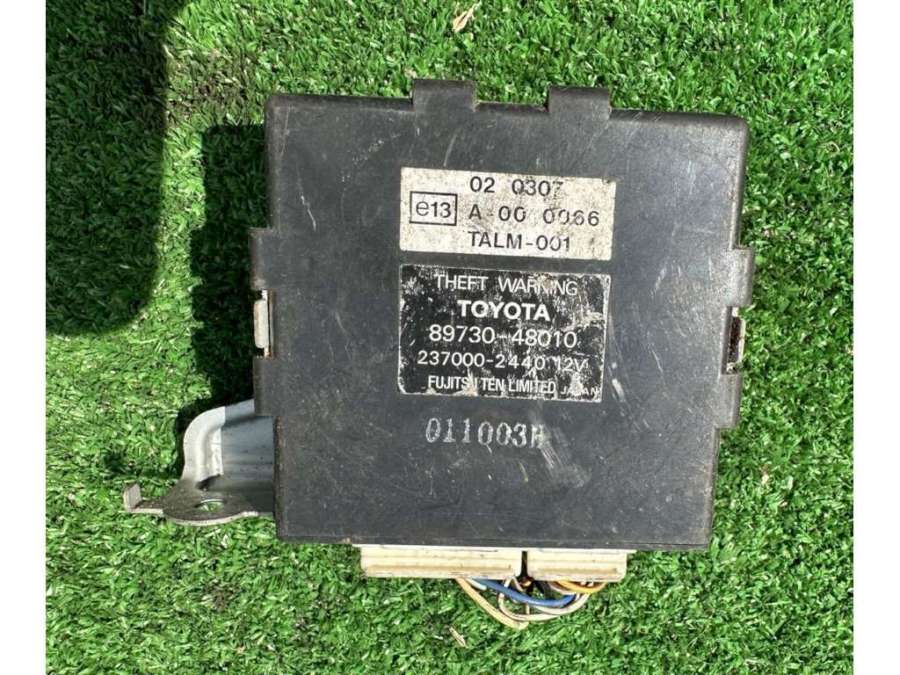 02 0307
e13 A-00 0066
TALM-001
THEFT WARNING
TOYOTA
89730-48010
237000-2440 12V
FUJITSU TEN LIMITED JAPAN
011003H